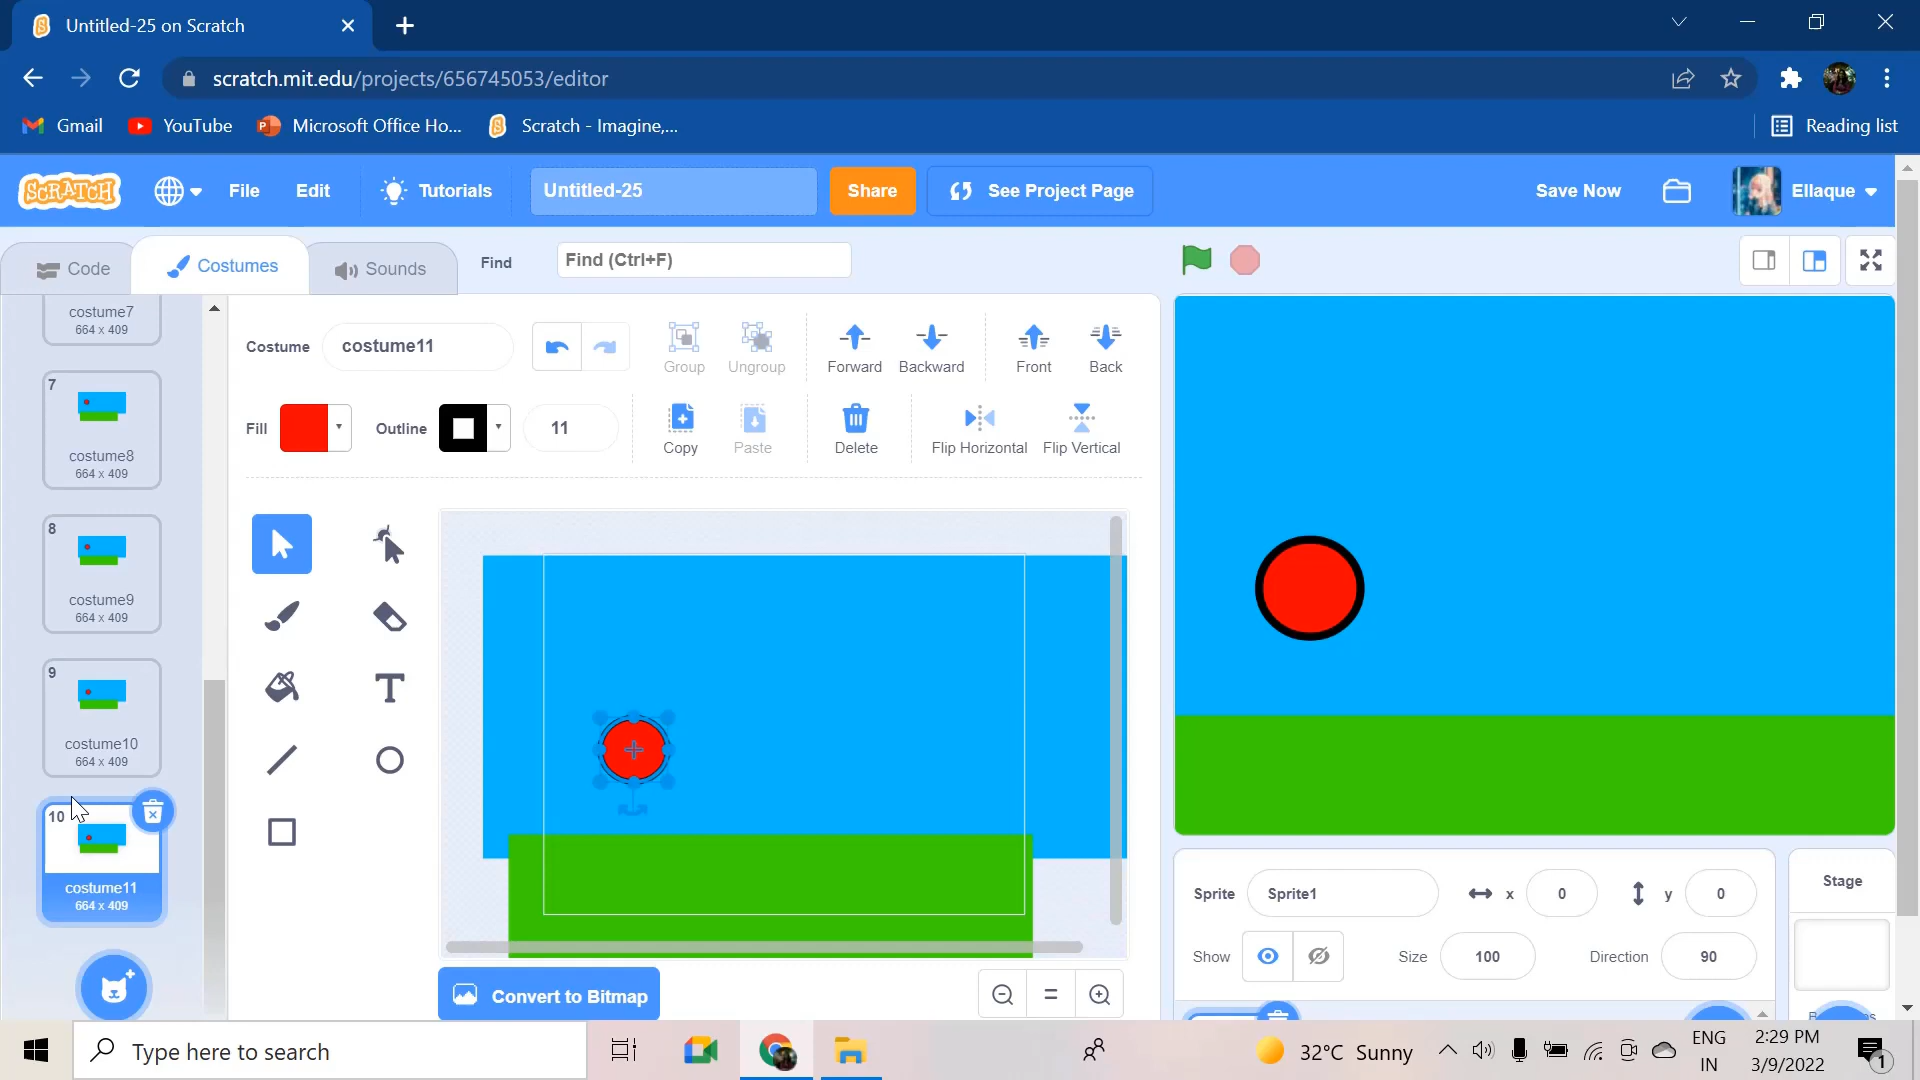 Untitled-25 on Scratch
scratch.mit.edu/projects/656745053/editor
Gmail YouTube Microsoft Office Ho... Scratch - Imagine,... Reading list
SCRATCH File Edit Tutorials Untitled-25 Share See Project Page Save Now Ellaque
Code Costumes Sounds Find Find (Ctrl+F)
costume7
664 x 409
7
costume8
664 x 409
8
costume9
664 x 409
9
costume10
664 x 409
10
costume11
664 x 409
Costume costume11 Group Ungroup Forward Backward Front Back
Fill Outline 11 Copy Paste Delete Flip Horizontal Flip Vertical
T
Convert to Bitmap
Sprite Sprite1 x 0 y 0
Show Size 100 Direction 90
Stage
Type here to search
32°C Sunny
ENG
IN
2:29 PM
3/9/2022
1